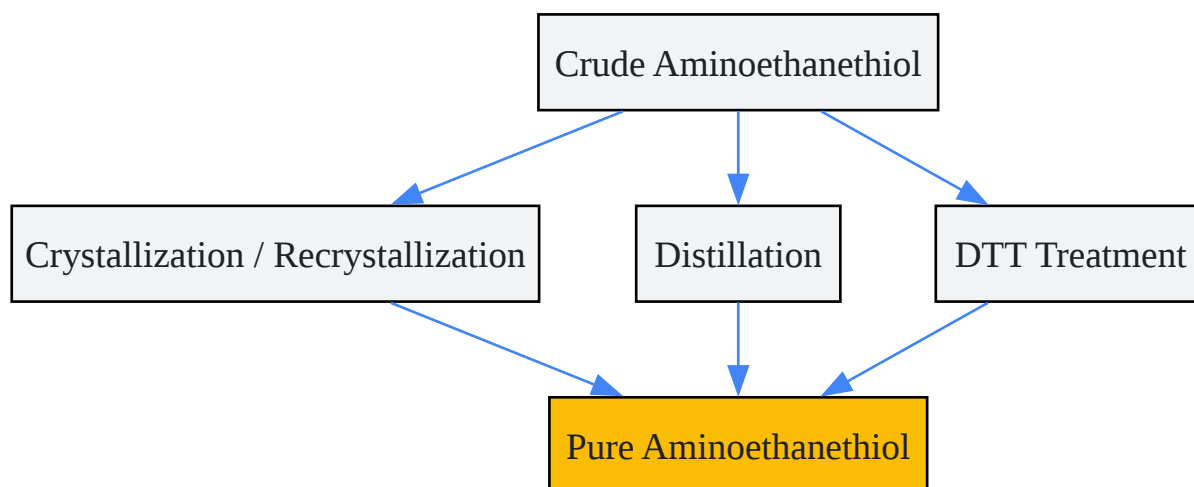 Crude Aminoethanethiol
Crystallization / Recrystallization
Distillation
DTT Treatment
Pure Aminoethanethiol